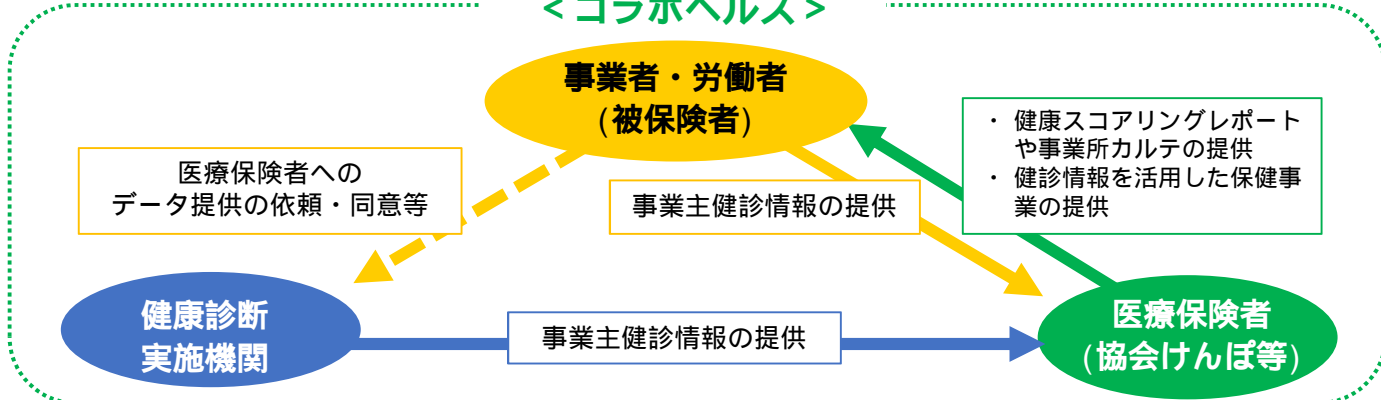 <コラボヘルス>
事業者・労働者
(被保険者)
・ 健康スコアリングレポート
や事業所カルテの提供
・ 健診情報を活用した保健事
業の提供
医療保険者への
データ提供の依頼・同意等
事業主健診情報の提供
健康診断
実施機関
事業主健診情報の提供
医療保険者
(協会けんぽ等)